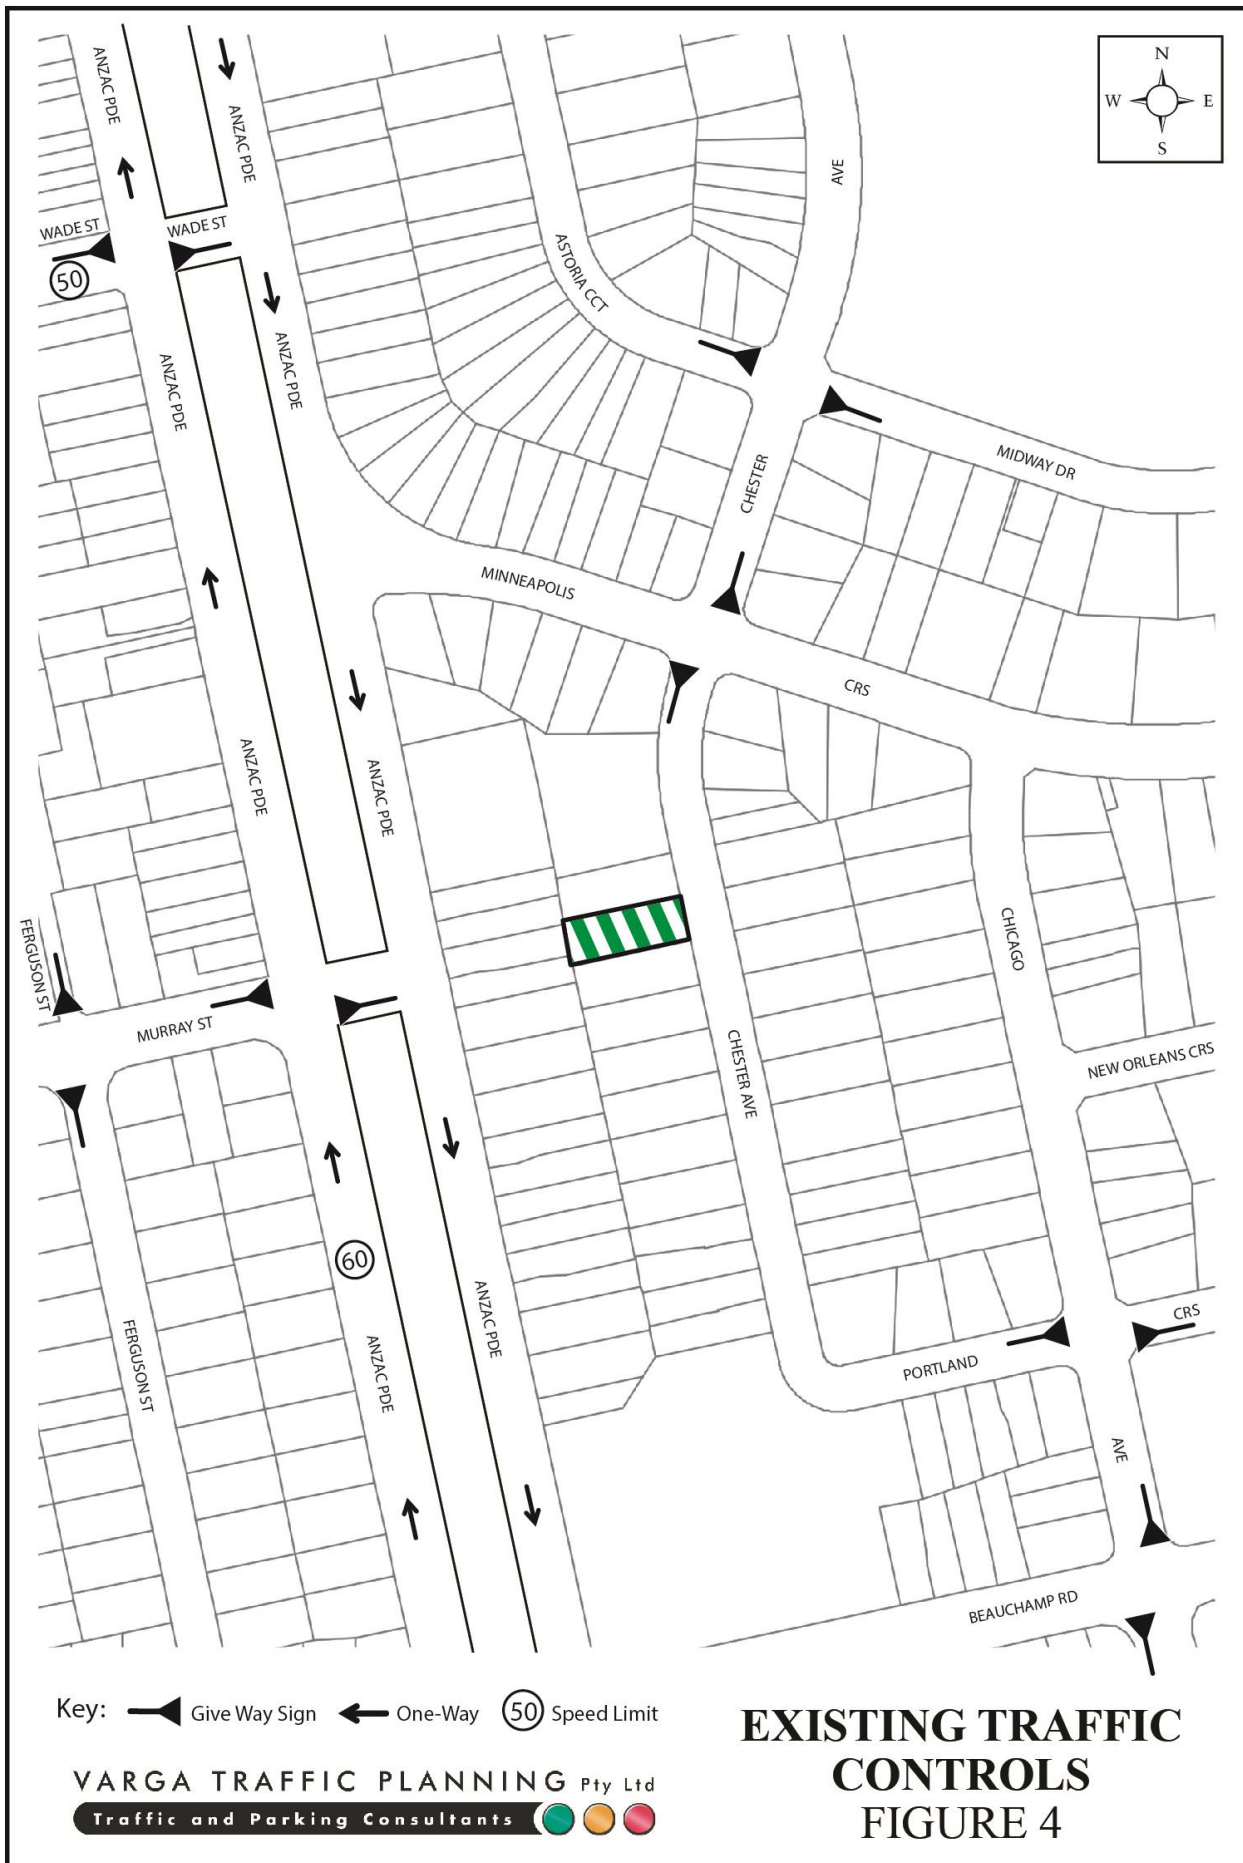 N
W E
S
ANZAC PDE
ANZAC PDE
AVE
WADE ST
WADE ST
50
ASTORIA CCT
ANZAC PDE
ANZAC PDE
MIDWAY DR
CHESTER
MINNEAPOLIS
CRS
ANZAC PDE
ANZAC PDE
FERGUSON ST
CHICAGO
MURRAY ST
CHESTER AVE
NEW ORLEANS CRS
60
ANZAC PDE
CRS
FERGUSON ST
ANZAC PDE
PORTLAND
AVE
BEAUCHAMP RD
Key: Give Way Sign One-Way 50 Speed Limit
EXISTING TRAFFIC
CONTROLS
FIGURE 4
VARGA TRAFFIC PLANNING Pty Ltd
Traffic and Parking Consultants